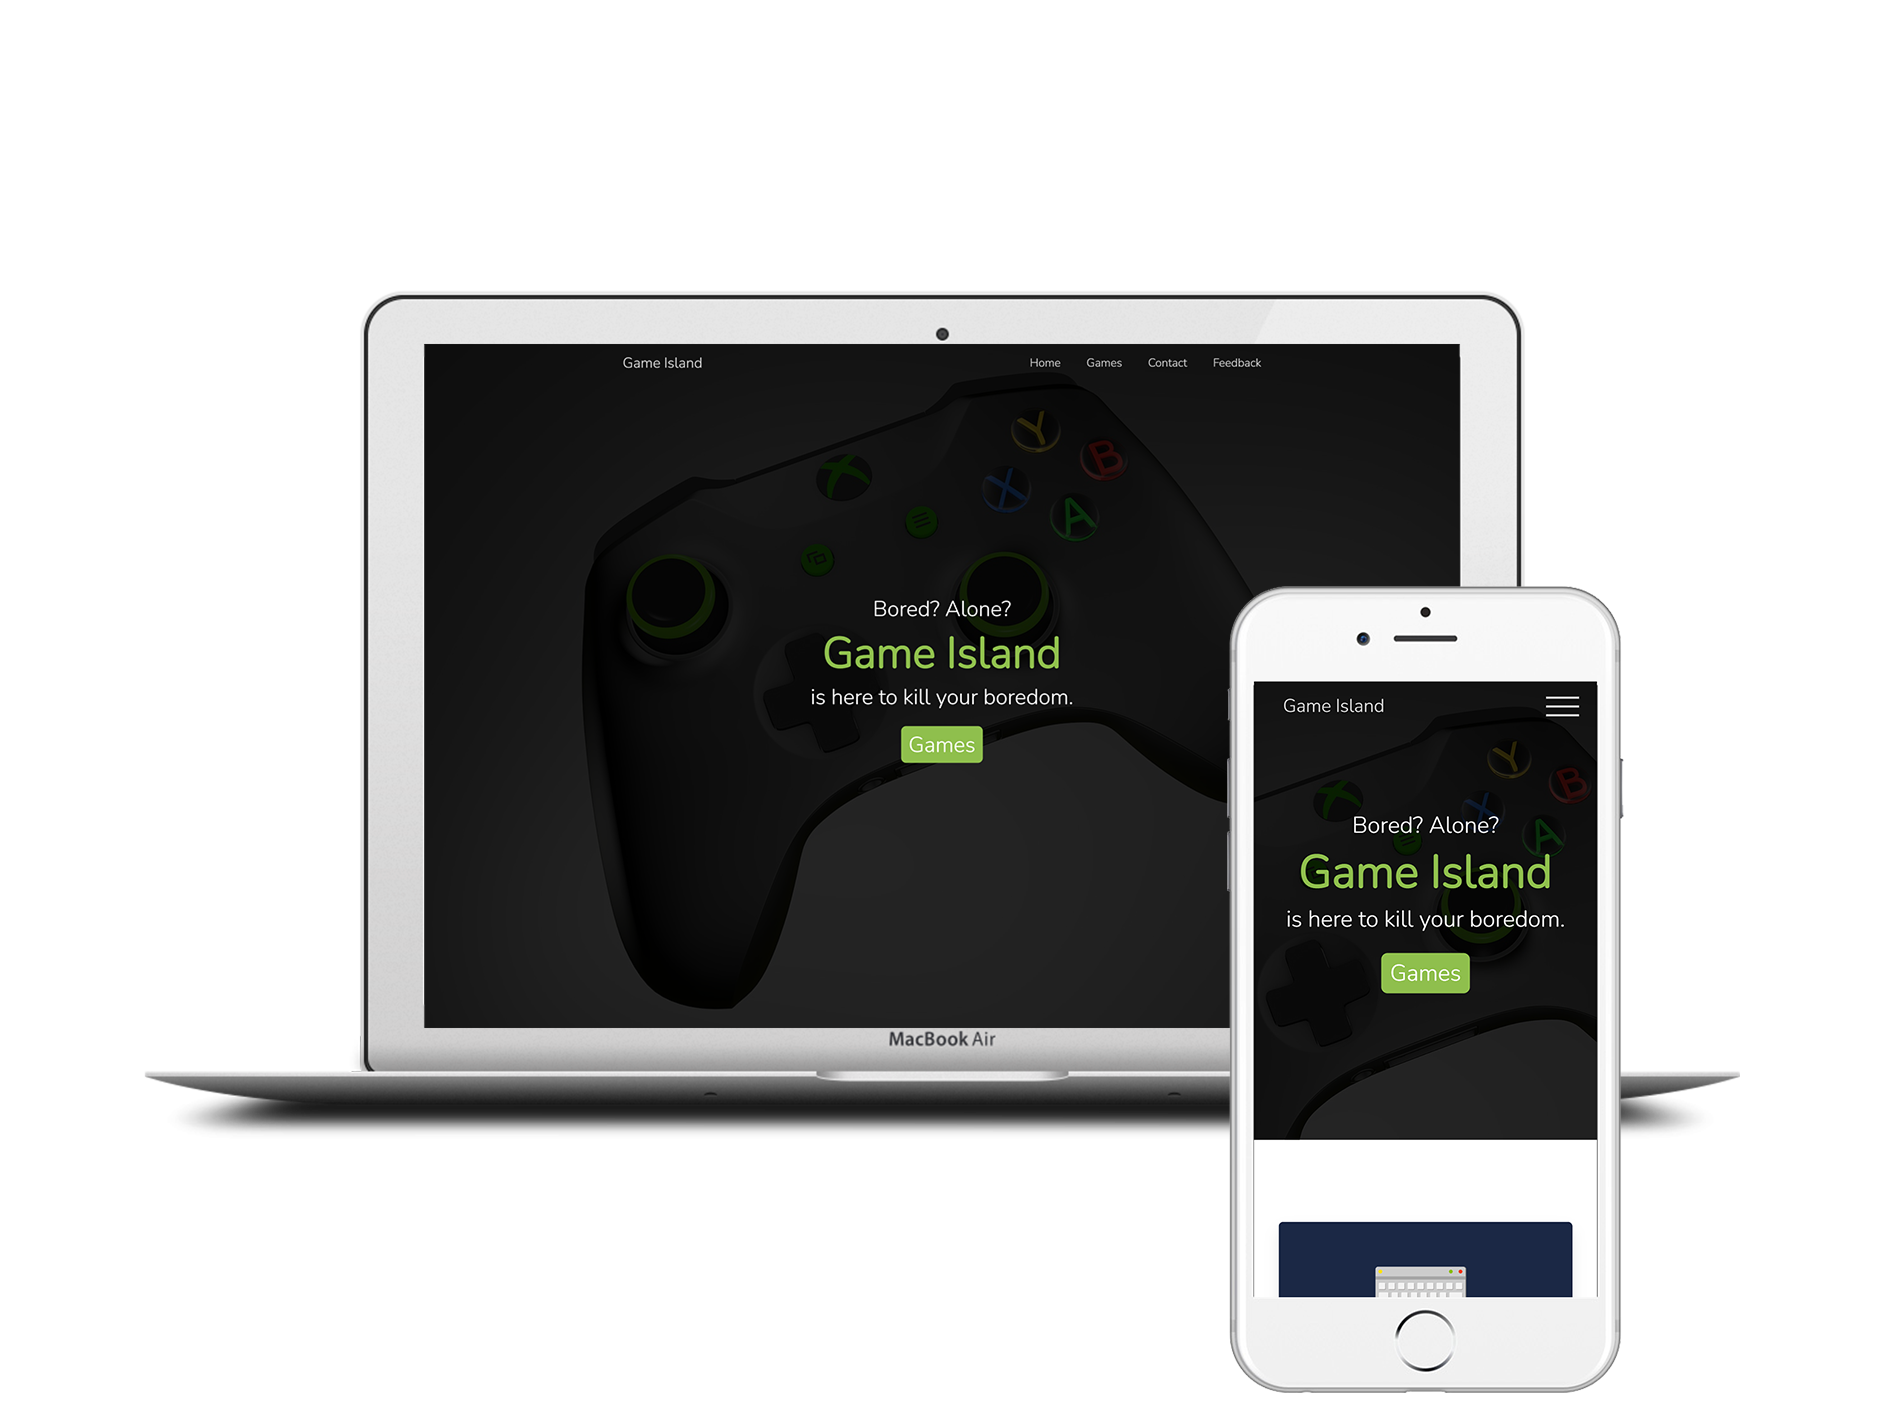 Game Island Home Games Contact Feedback
Y
B
X
A
Bored? Alone?
Game Island
is here to kill your boredom.
Games
MacBook Air
Game Island
Y
B
X
A
Bored? Alone?
Game Island
is here to kill your boredom.
Games